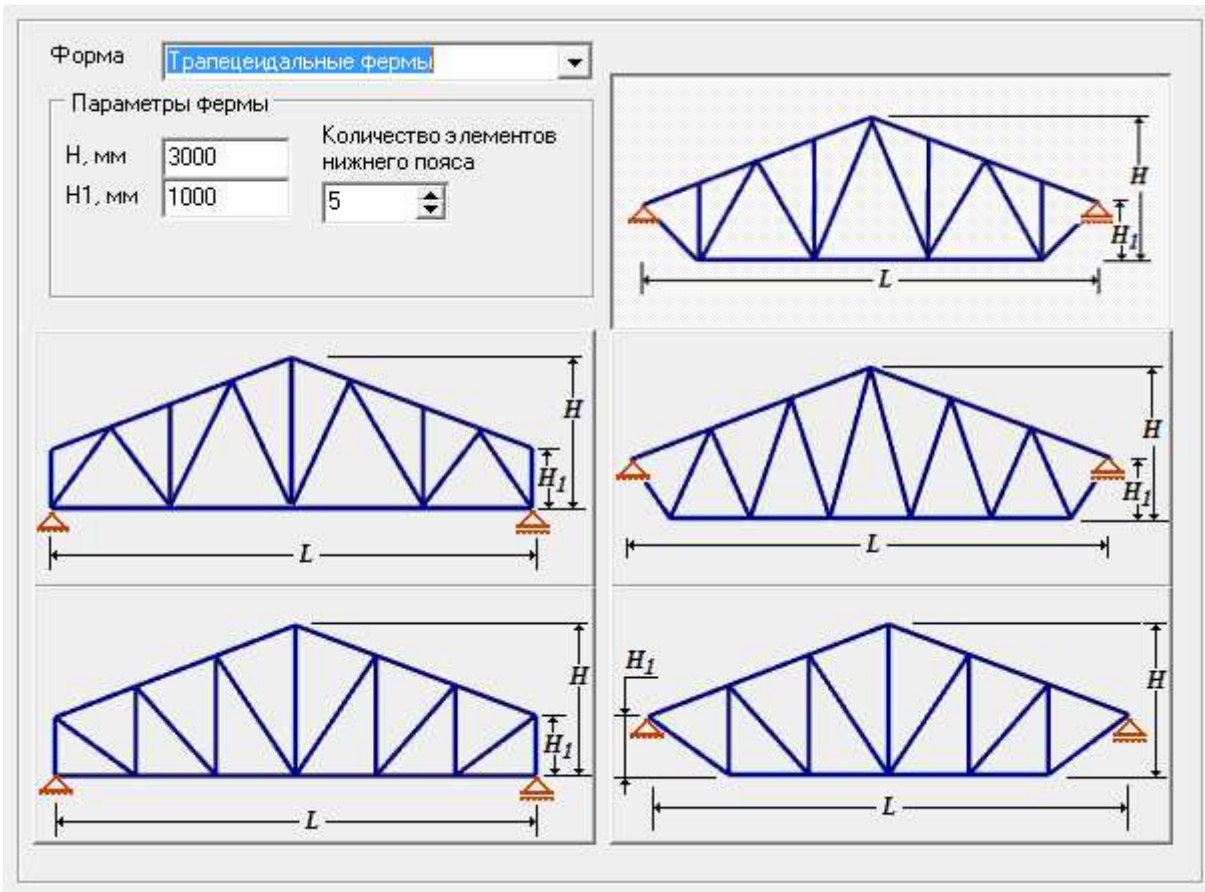 Форма Трапецеидальные фермы
Параметры фермы
H, мм 3000
H1, мм 1000
Количество элементов
нижнего пояса
5
H
H1
L
H
H1
L
H
H1
L
H
H1
L
H1
H
L